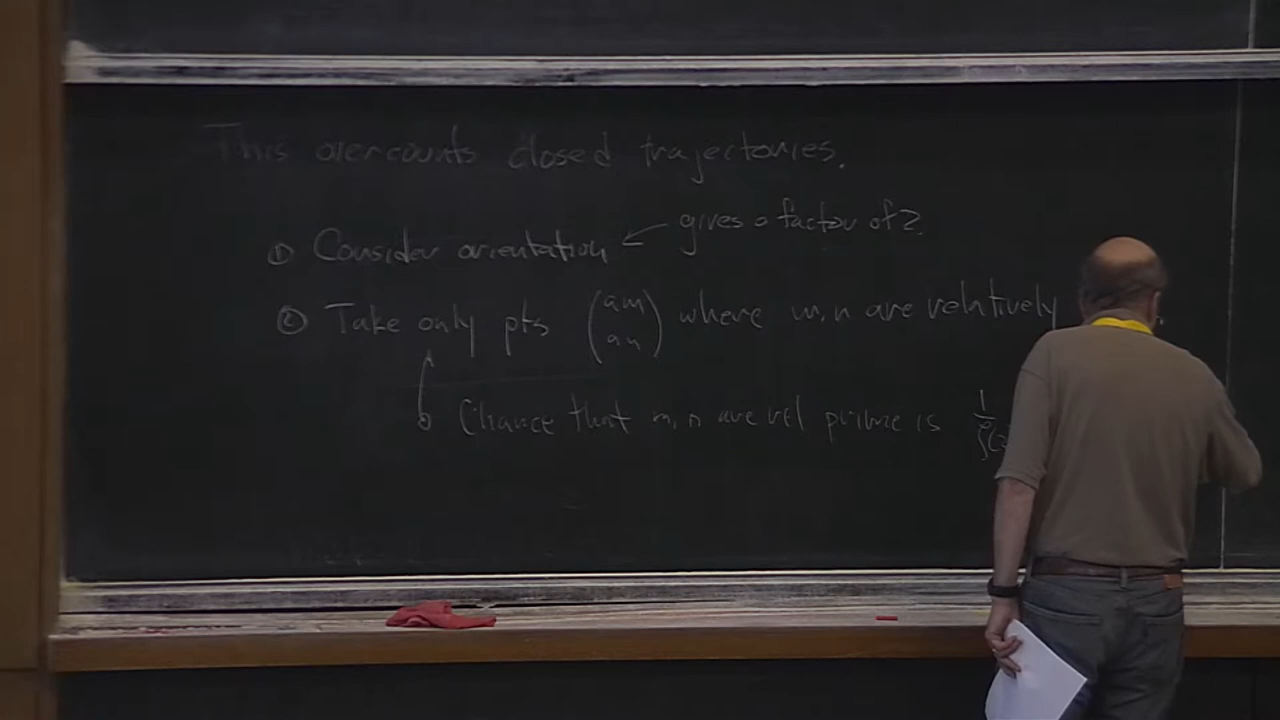 This overcounts closed trajectories.
① Consider orientation ← gives a factor of 2.
② Take only pts (am an) where m, n are relatively
Chance that m, n are rel prime is 1/ζ(2